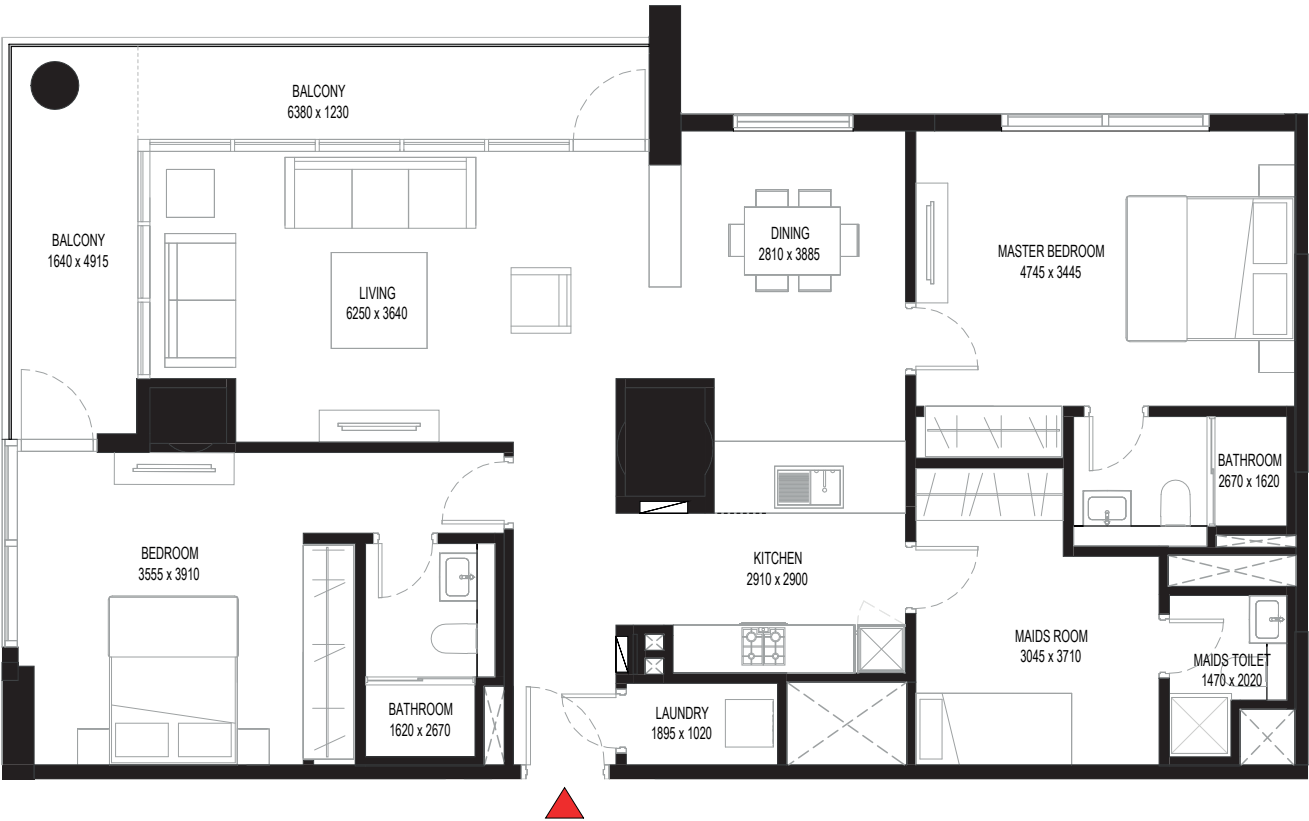 BALCONY
6380 x 1230
BALCONY
1640 x 4915
LIVING
6250 x 3640
DINING
2810 x 3885
MASTER BEDROOM
4745 x 3445
BATHROOM
2670 x 1620
BEDROOM
3555 x 3910
KITCHEN
2910 x 2900
MAIDS ROOM
3045 x 3710
MAIDS TOILET
1470 x 2020
BATHROOM
1620 x 2670
LAUNDRY
1895 x 1020